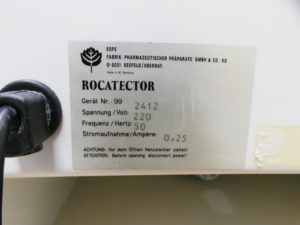 ESPE
FABRIK PHARMAZEUTISCHER PRÄPARATE GMBH & CO. KG
D-8031 SEEFELD/OBERBAY.
Made in W. Germany
ROCATECTOR
Gerät Nr.: 99 2412
Spannung/Volt: 220
Frequenz/Hertz: 50
Stromaufnahme/Ampère: 0,25
ACHTUNG: Vor dem Öffnen Netzstecker ziehen!
ATTENTION: Before opening disconnect power!